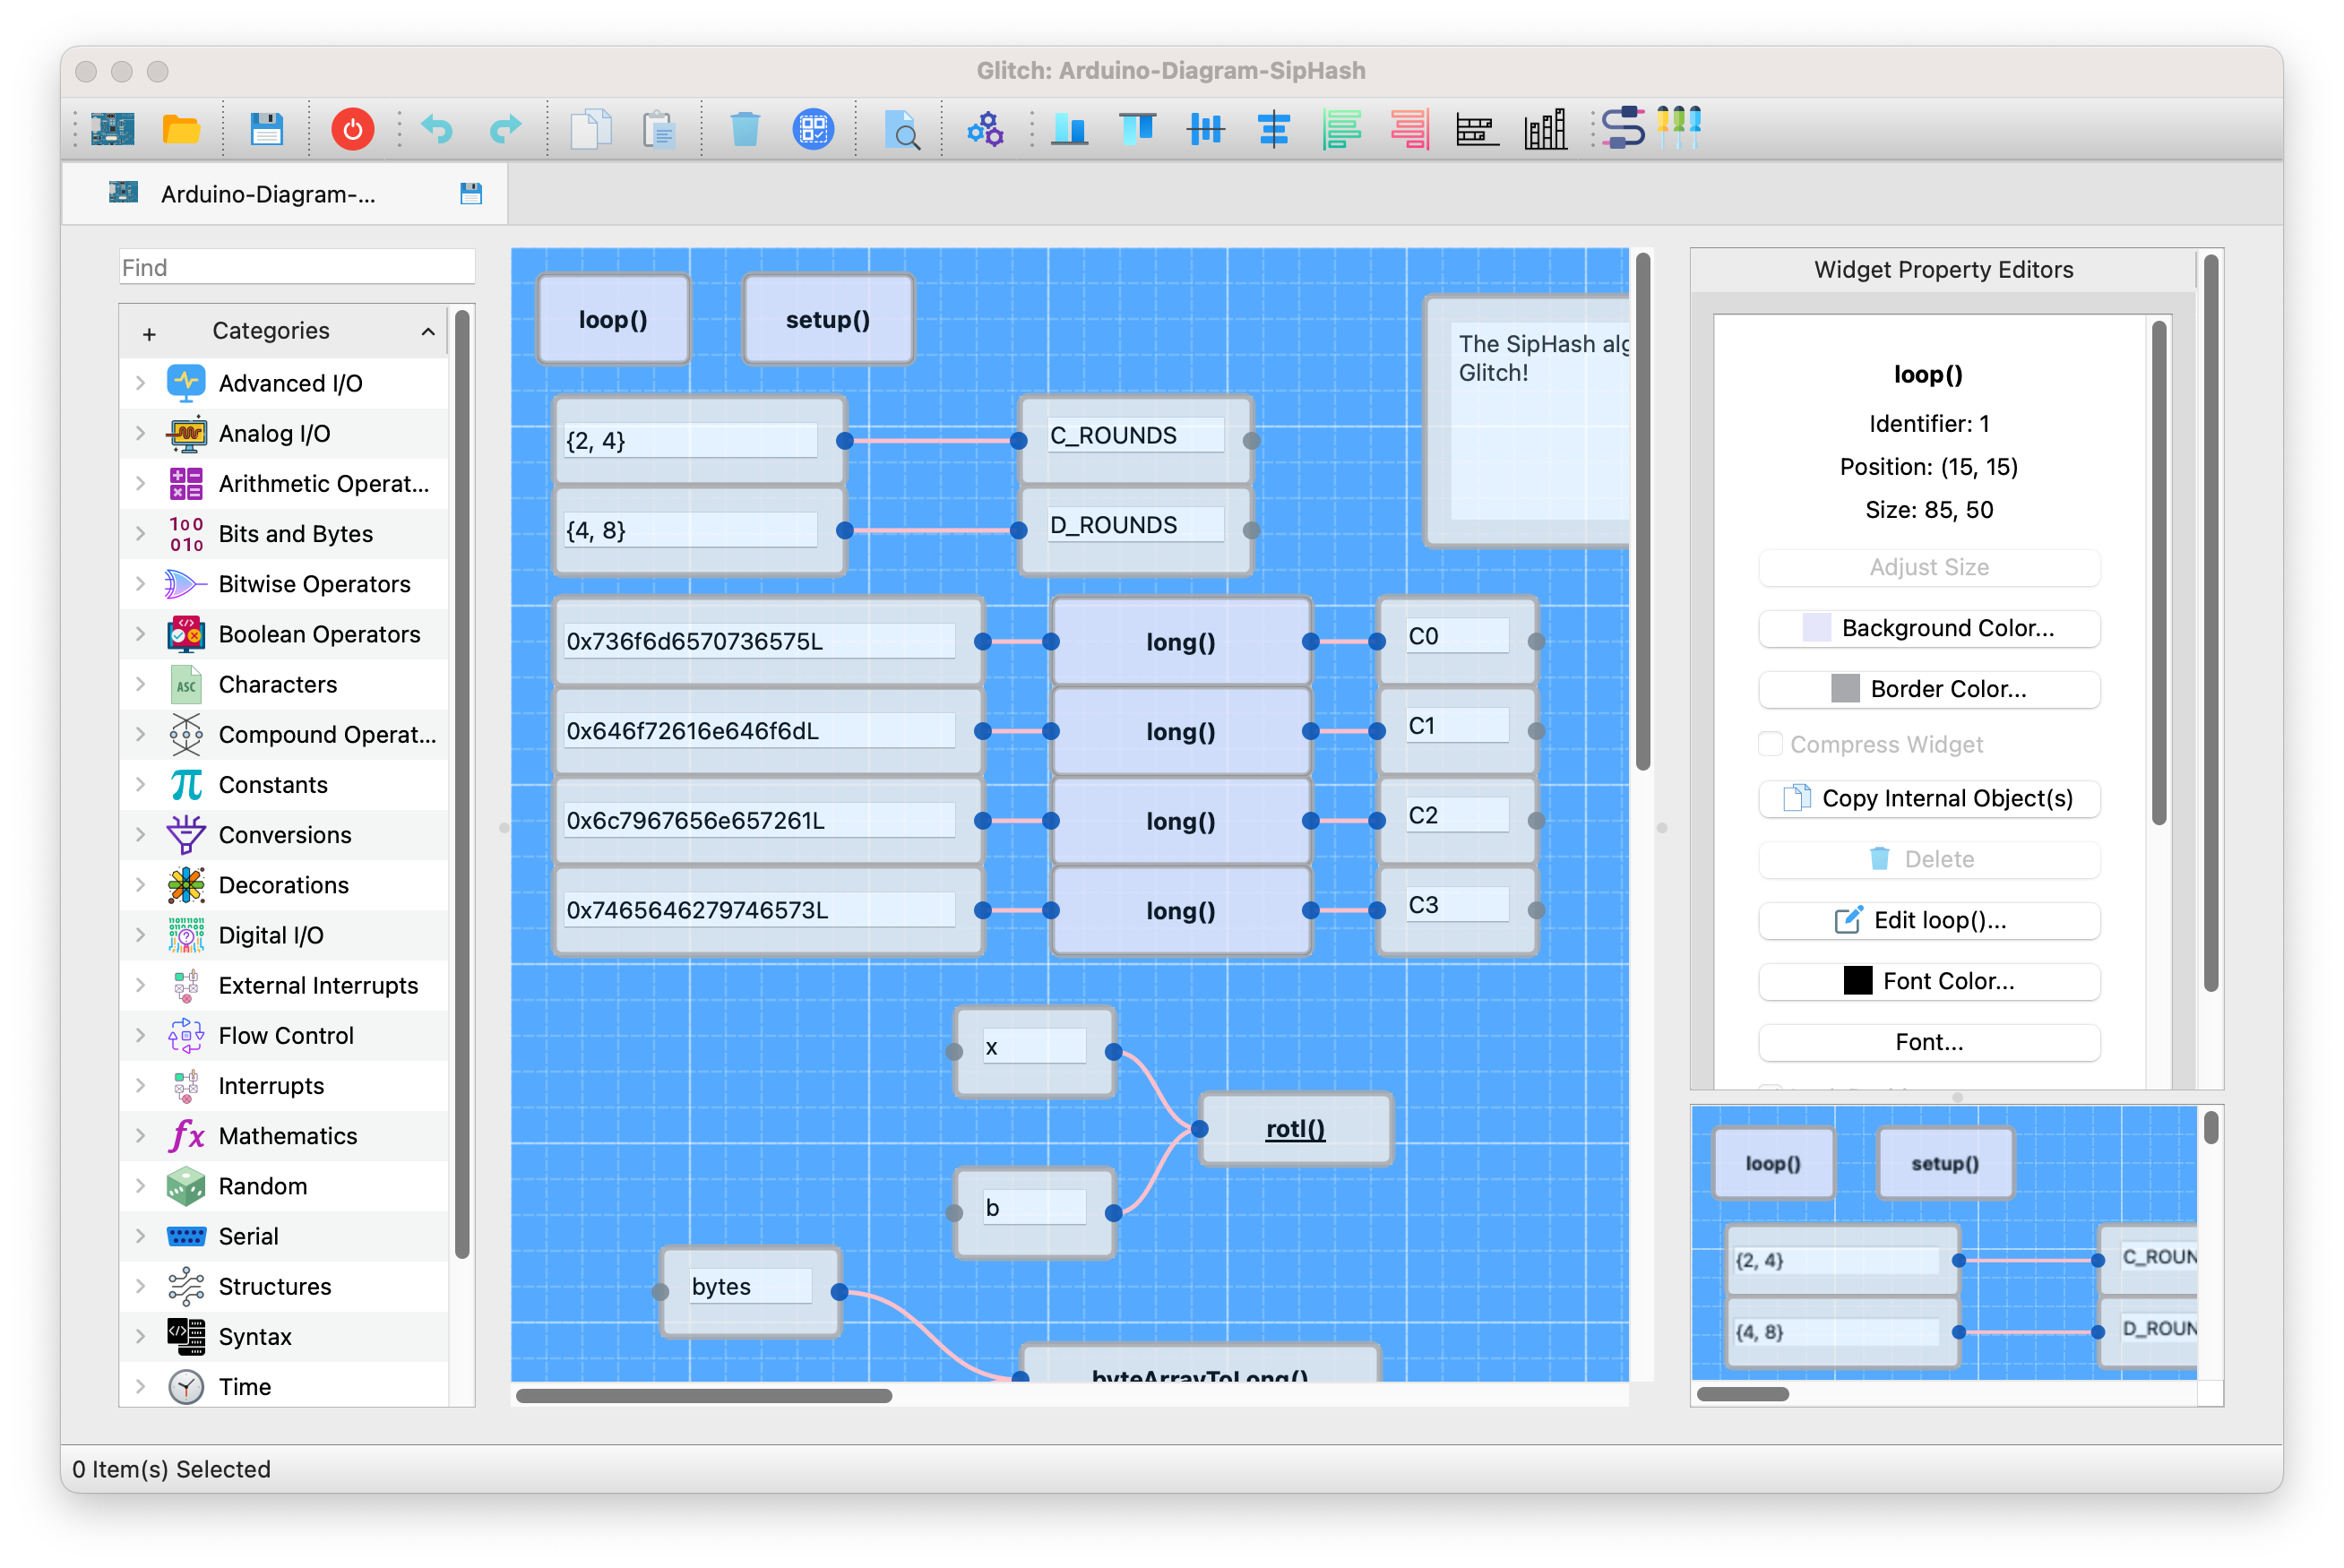 Glitch: Arduino-Diagram-SipHash
Arduino-Diagram-...
Find
+ Categories
Advanced I/O
Analog I/O
Arithmetic Operat...
Bits and Bytes
Bitwise Operators
Boolean Operators
Characters
Compound Operat...
Constants
Conversions
Decorations
Digital I/O
External Interrupts
Flow Control
Interrupts
Mathematics
Random
Serial
Structures
Syntax
Time
loop()
setup()
The SipHash alg
Glitch!
{2, 4}
C_ROUNDS
{4, 8}
D_ROUNDS
0x736f6d6570736575L
long()
C0
0x646f72616e646f6dL
long()
C1
0x6c7967656e657261L
long()
C2
0x7465646279746573L
long()
C3
x
rotl()
b
bytes
byteArrayToLong()
Widget Property Editors
loop()
Identifier: 1
Position: (15, 15)
Size: 85, 50
Adjust Size
Background Color...
Border Color...
Compress Widget
Copy Internal Object(s)
Delete
Edit loop()...
Font Color...
Font...
loop()
setup()
{2, 4}
C_ROUN
{4, 8}
D_ROUN
0 Item(s) Selected